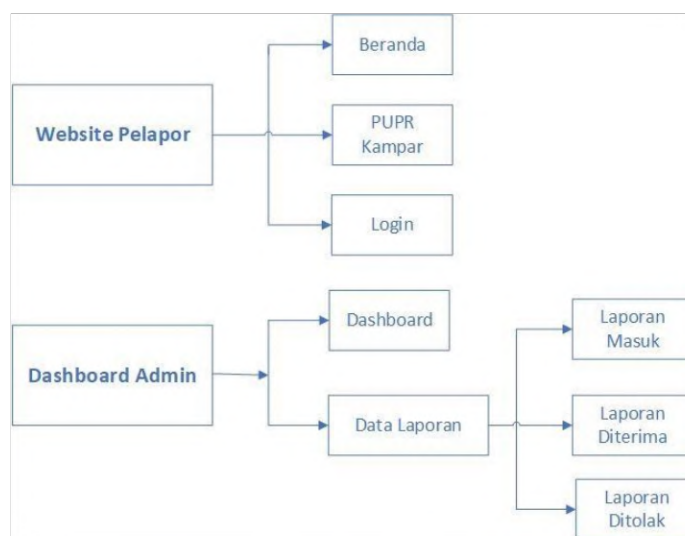 Beranda
Website Pelapor
PUPR
Kampar
Login
Dashboard
Laporan
Masuk
Dashboard Admin
Data Laporan
Laporan
Diterima
Laporan
Ditolak